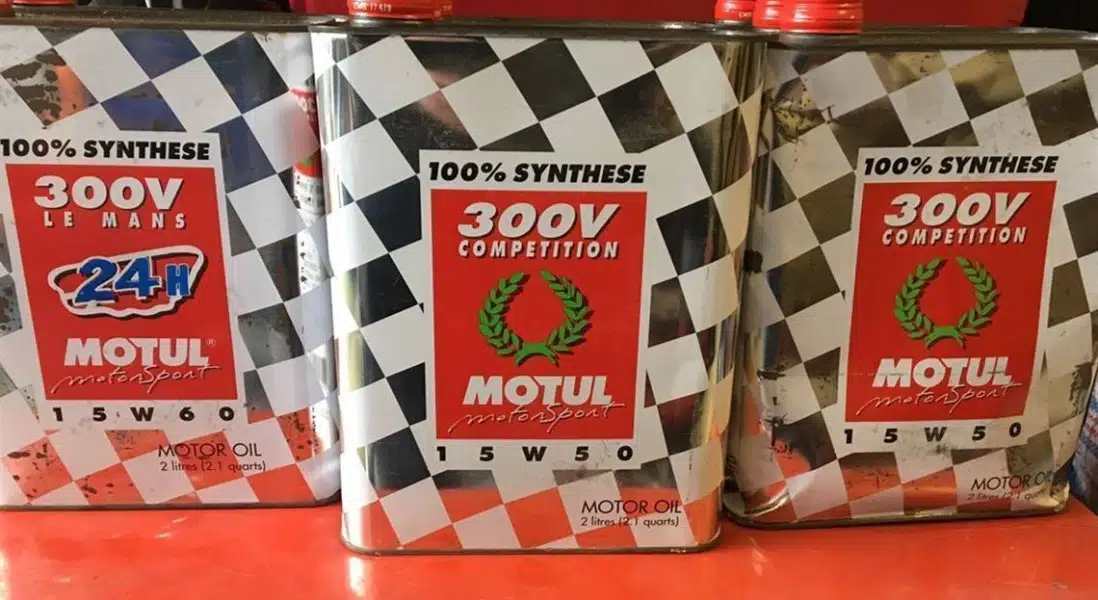 100% SYNTHESE
300V
LE MANS
24H
MOTUL®
motorsport
15W60
MOTOR OIL
2 litres (2.1 quarts)
100% SYNTHESE
300V
COMPETITION
MOTUL
motorsport
15W50
MOTOR OIL
2 litres (2.1 quarts)
100% SYNTHESE
300V
COMPETITION
MOTUL
motorsport
15W50
MOTOR OIL
2 litres (2.1